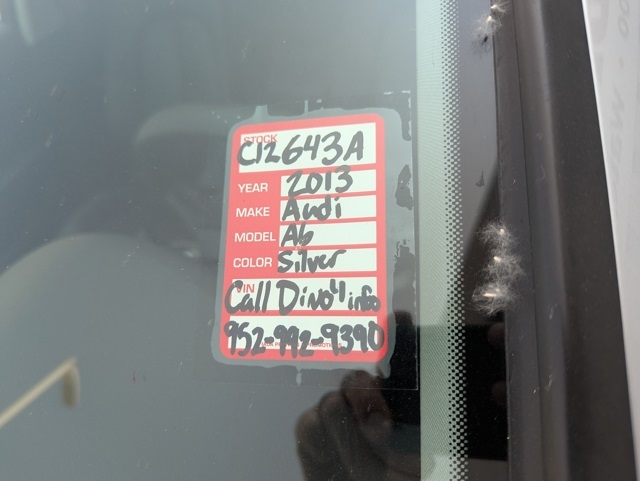 STOCK
C12643A
YEAR 2013
MAKE Audi
MODEL A6
COLOR Silver
VIN
Call Dino 4 info
952-992-9390